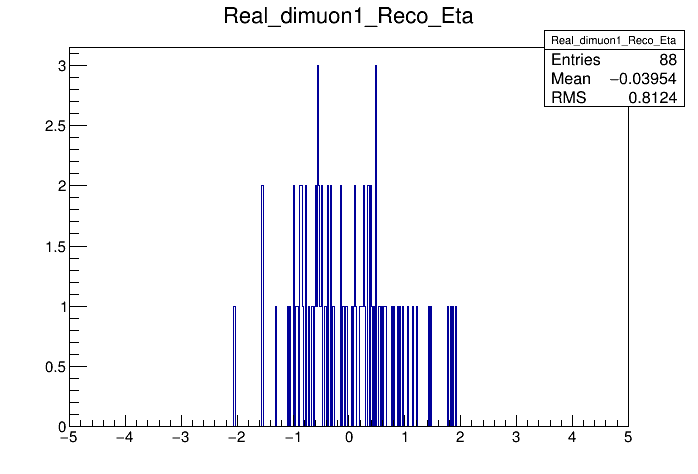 Real_dimuon1_Reco_Eta
Real_dimuon1_Reco_Eta
Entries 88
Mean −0.03954
RMS 0.8124
3
2.5
2
1.5
1
0.5
0
−5 −4 −3 −2 −1 0 1 2 3 4 5